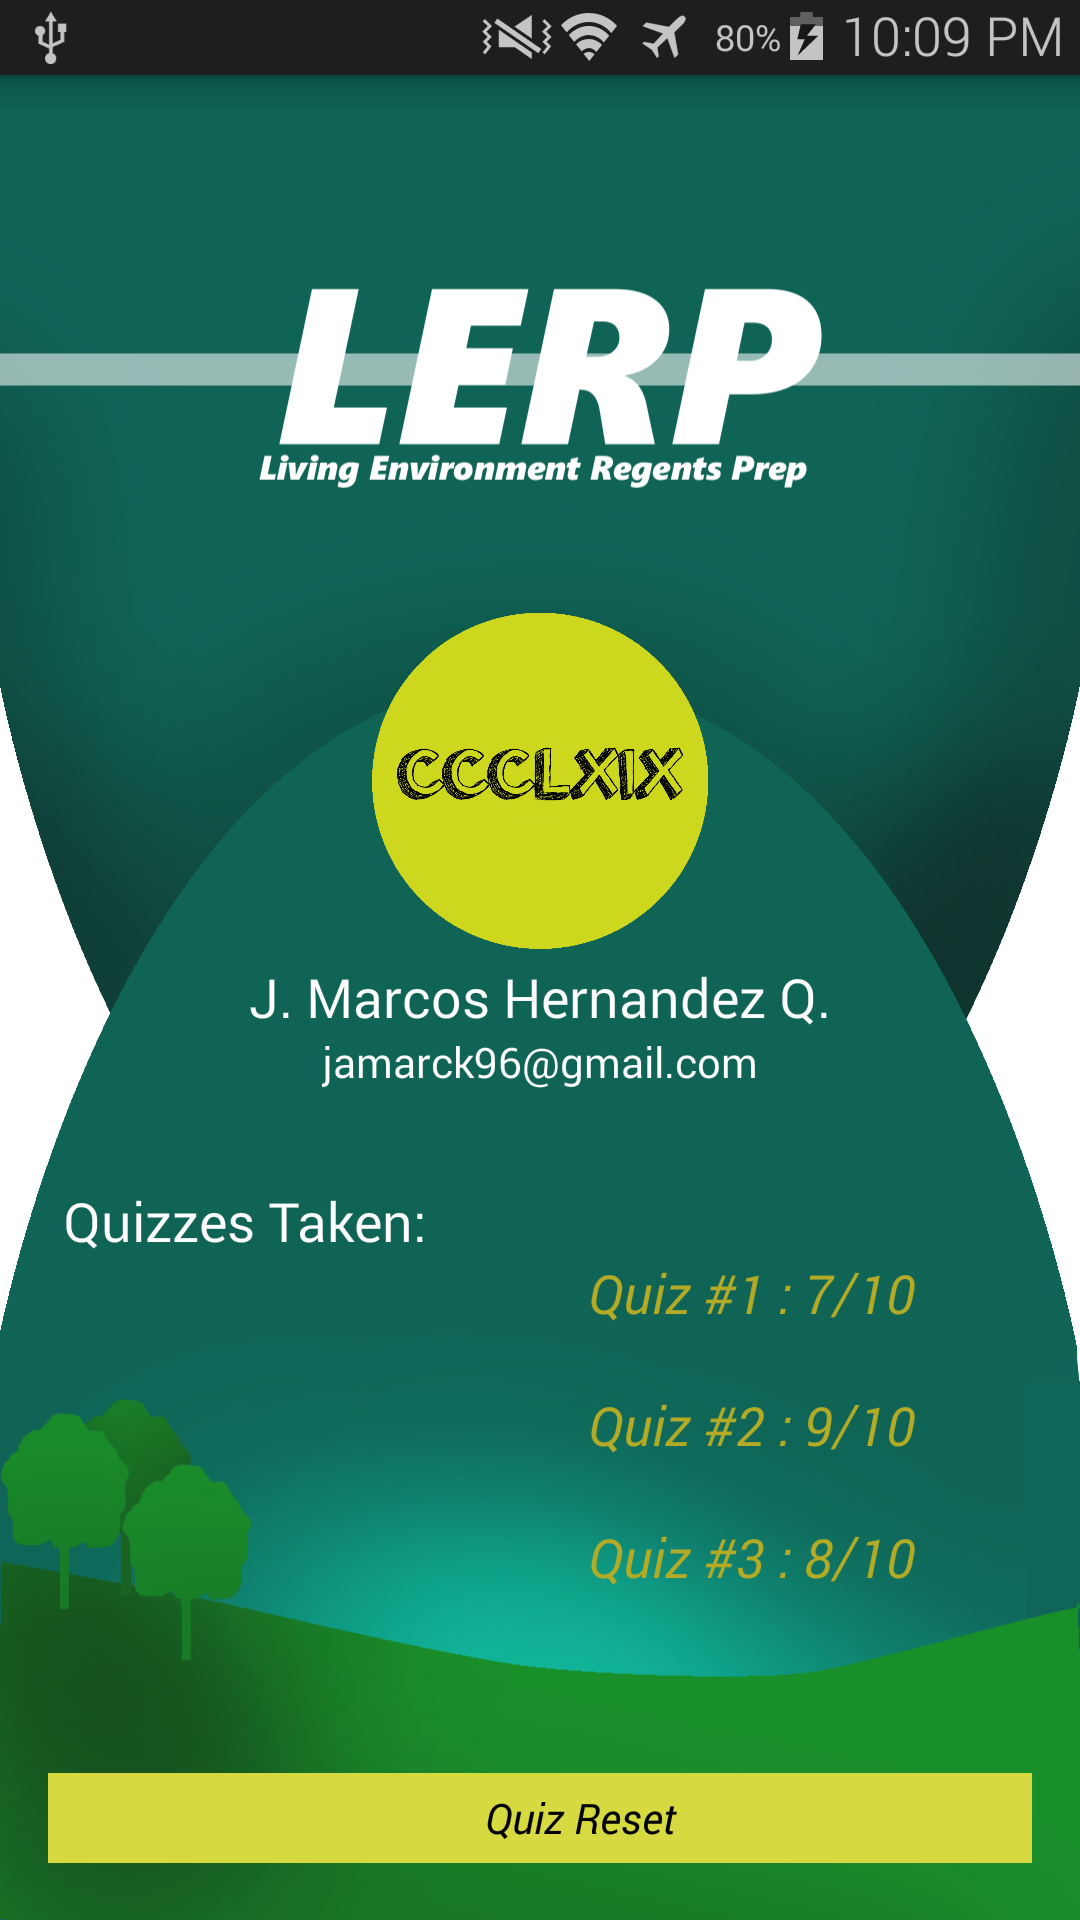 80% 10:09 PM
LERP
Living Environment Regents Prep
CCCLXIX
J. Marcos Hernandez Q.
jamarck96@gmail.com
Quizzes Taken:
Quiz #1 : 7/10
Quiz #2 : 9/10
Quiz #3 : 8/10
Quiz Reset